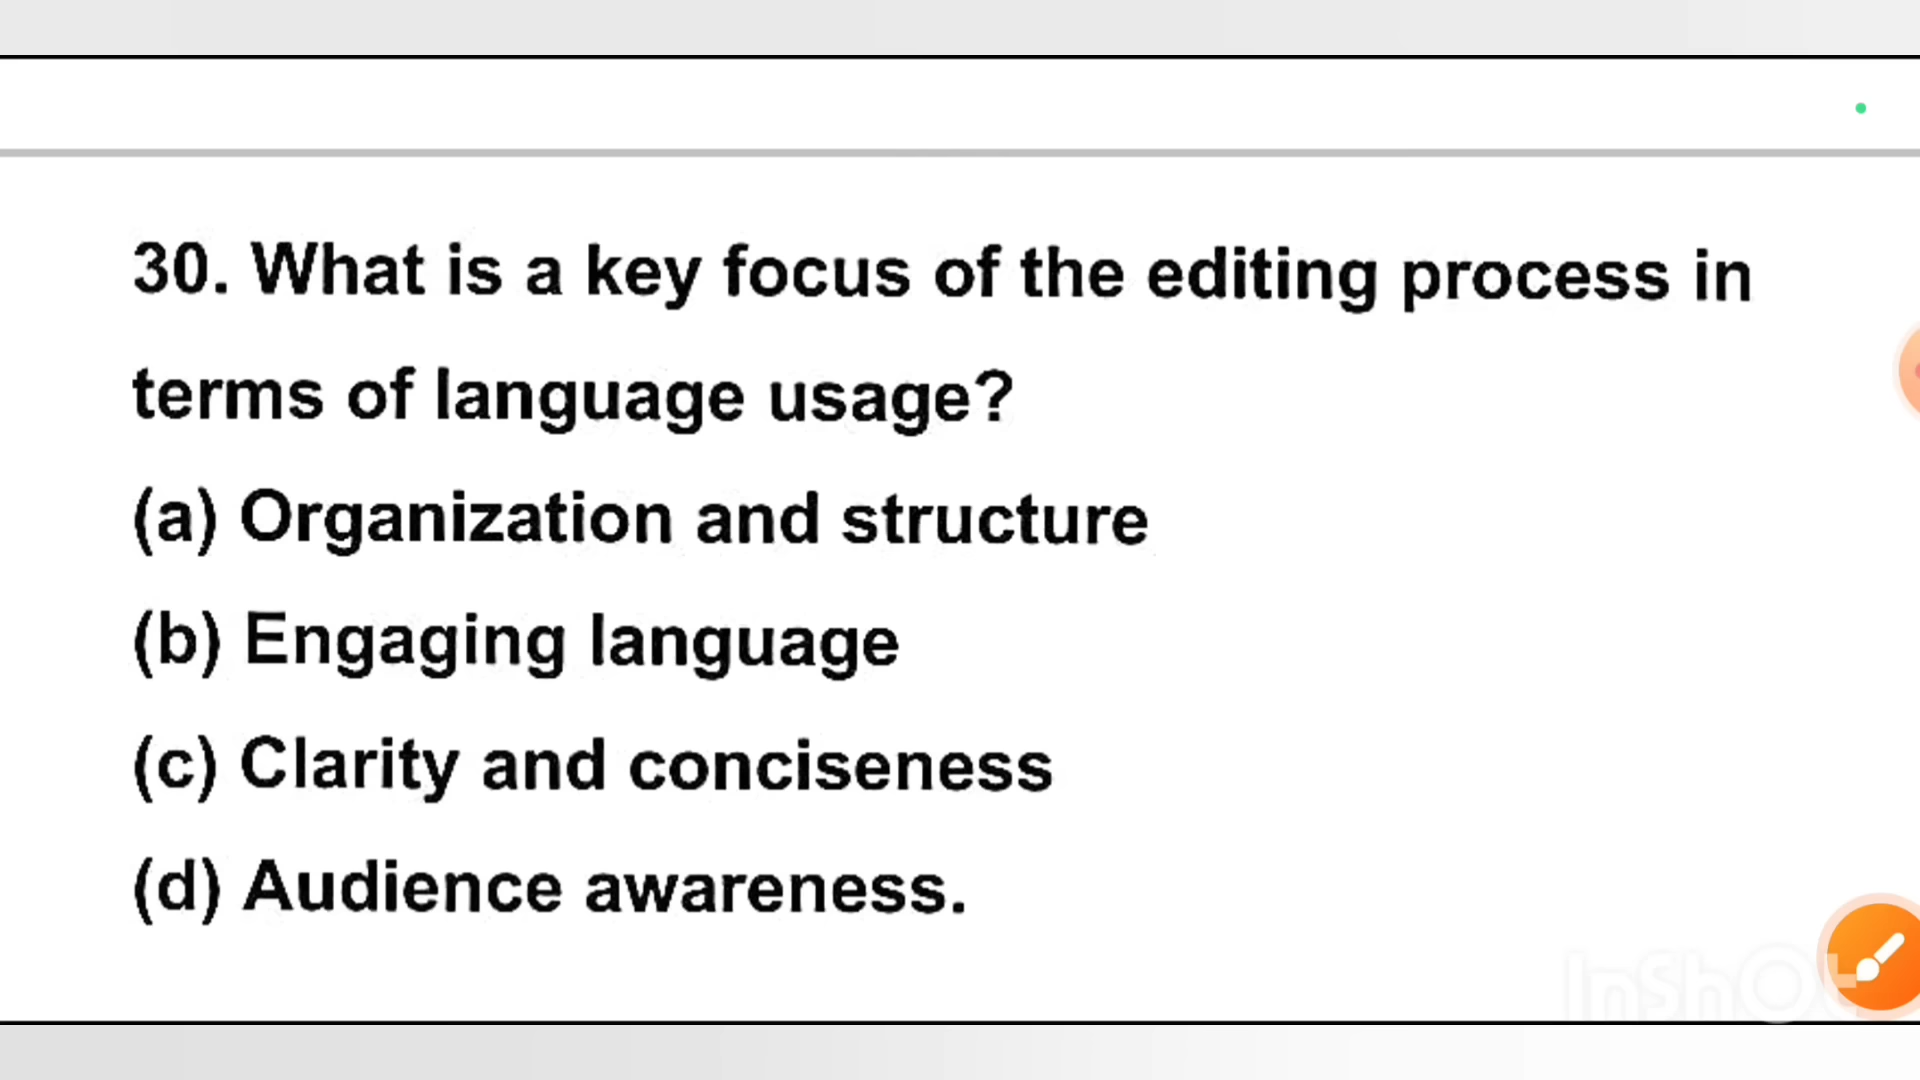 30. What is a key focus of the editing process in
terms of language usage?
(a) Organization and structure
(b) Engaging language
(c) Clarity and conciseness
(d) Audience awareness.
InShOt